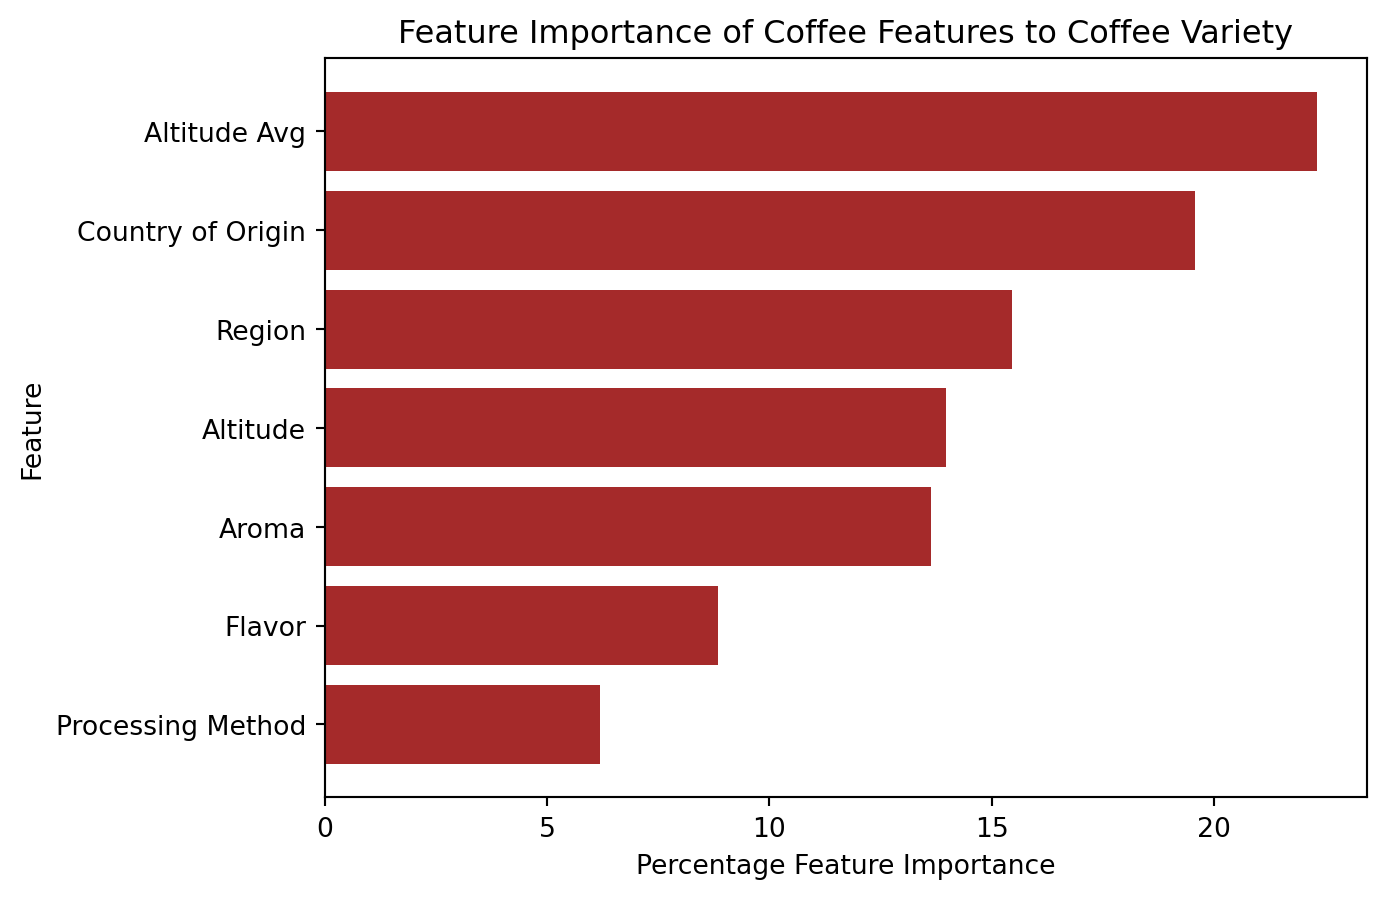 Feature Importance of Coffee Features to Coffee Variety
Altitude Avg
Country of Origin
Region
Altitude
Aroma
Flavor
Processing Method
Feature
0 5 10 15 20
Percentage Feature Importance